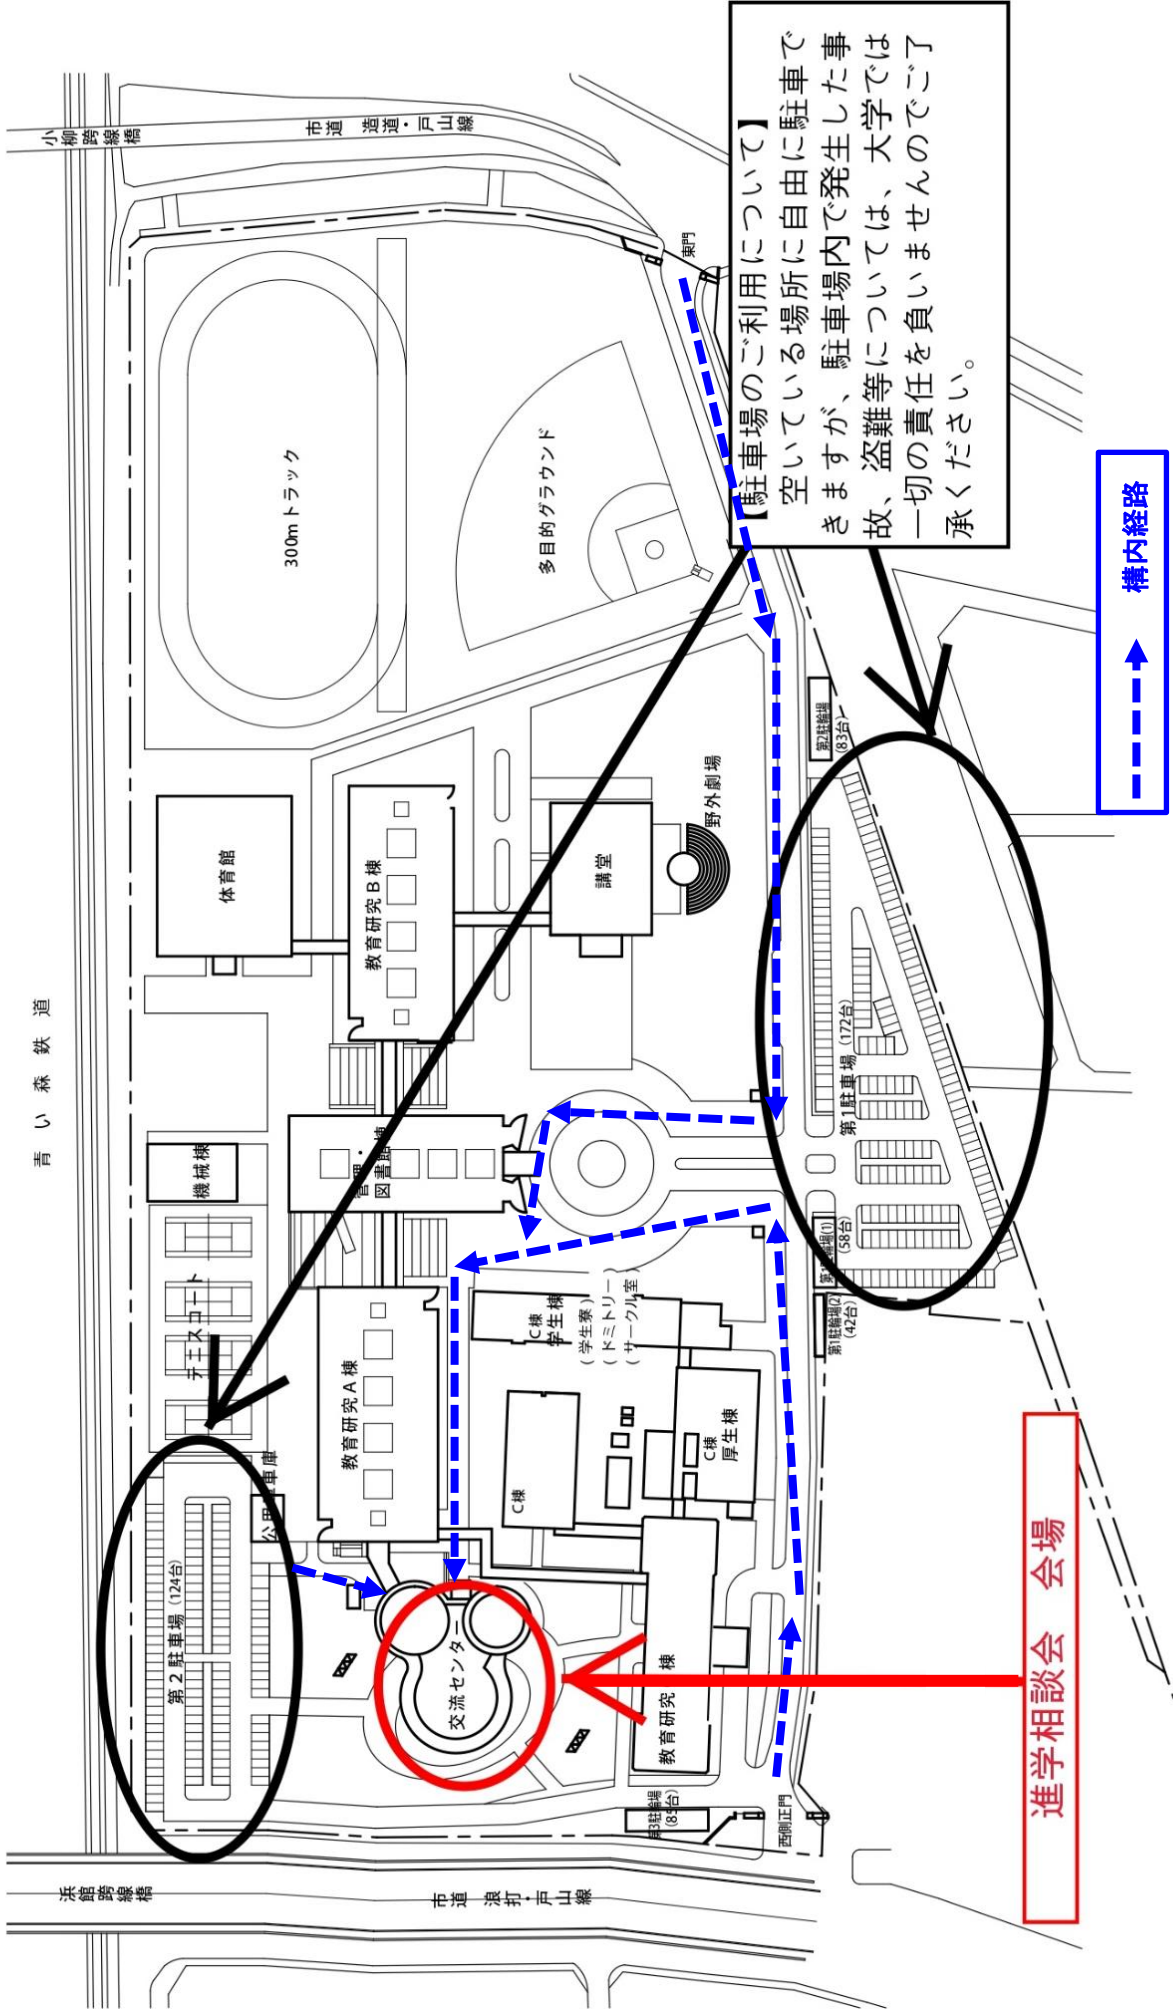 青い森鉄道
小柳跨線橋
市道 造道・戸山線
浜館跨線橋
市道 浪打・戸山線
300mトラック
多目的グラウンド
東門
体育館
教育研究B棟
講堂
野外劇場
機械棟
管理・
図書館棟
テニスコート
教育研究A棟
公用車庫
第2駐車場(124台)
交流センター
C棟
学生棟
(学生寮)
(ドミトリー)
(サークル室)
C棟
C棟
厚生棟
教育研究 棟
第3駐輪場
(85台)
西側正門
第1駐輪場(2)
(42台)
第1駐輪場(1)
(58台)
第1駐車場(172台)
第2駐輪場
(83台)
【駐車場のご利用について】
空いている場所に自由に駐車で
きますが、駐車場内で発生した事
故、盗難等については、大学では
一切の責任を負いませんのでご了
承ください。
構内経路
進学相談会 会場